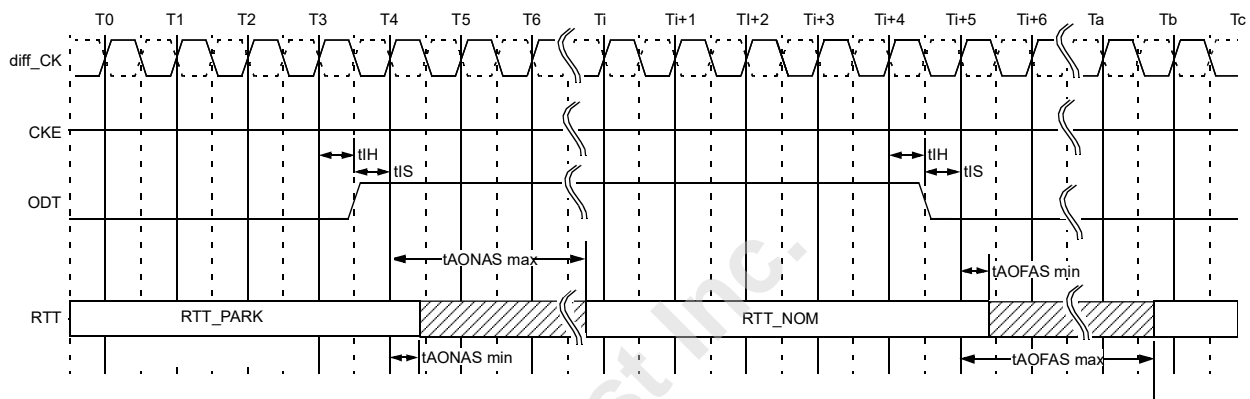 T0 T1 T2 T3 T4 T5 T6 Ti Ti+1 TI+2 Ti+3 Ti+4 Ti+5 Ti+6 Ta Tb Tc
diff_CK
CKE
tIH tIH
tIS tIS
ODT
tAONAS max
tAOFAS min
RTT RTT_PARK RTT_NOM
tAONAS min
tAOFAS max
st Inc.